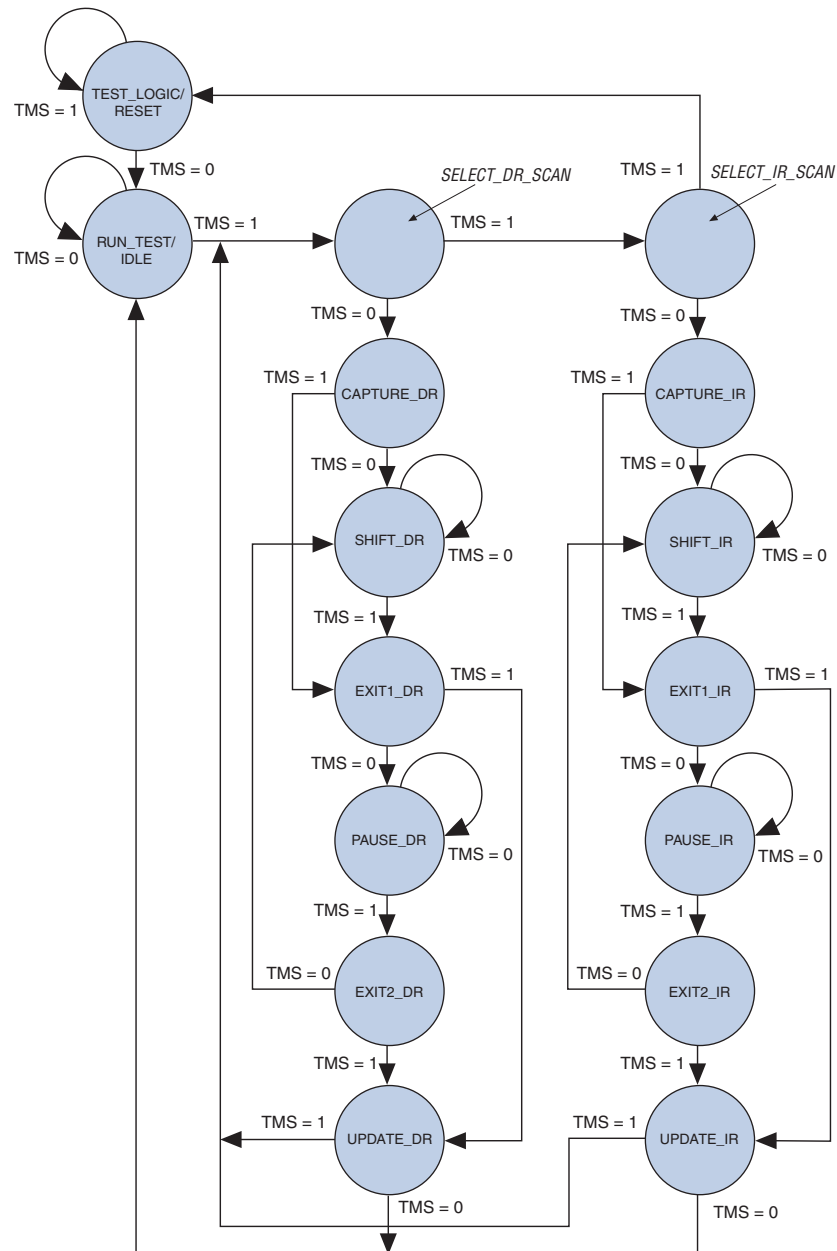 TEST_LOGIC/
RESET
TMS = 1
TMS = 0
SELECT_DR_SCAN
TMS = 1
SELECT_IR_SCAN
RUN_TEST/
IDLE
TMS = 1
TMS = 1
TMS = 0
TMS = 0
TMS = 0
TMS = 1
CAPTURE_DR
TMS = 1
CAPTURE_IR
TMS = 0
TMS = 0
SHIFT_DR
TMS = 0
SHIFT_IR
TMS = 0
TMS = 1
TMS = 1
EXIT1_DR
TMS = 1
EXIT1_IR
TMS = 1
TMS = 0
TMS = 0
PAUSE_DR
TMS = 0
PAUSE_IR
TMS = 0
TMS = 1
TMS = 1
TMS = 0
EXIT2_DR
TMS = 0
EXIT2_IR
TMS = 1
TMS = 1
TMS = 1
UPDATE_DR
TMS = 1
UPDATE_IR
TMS = 0
TMS = 0